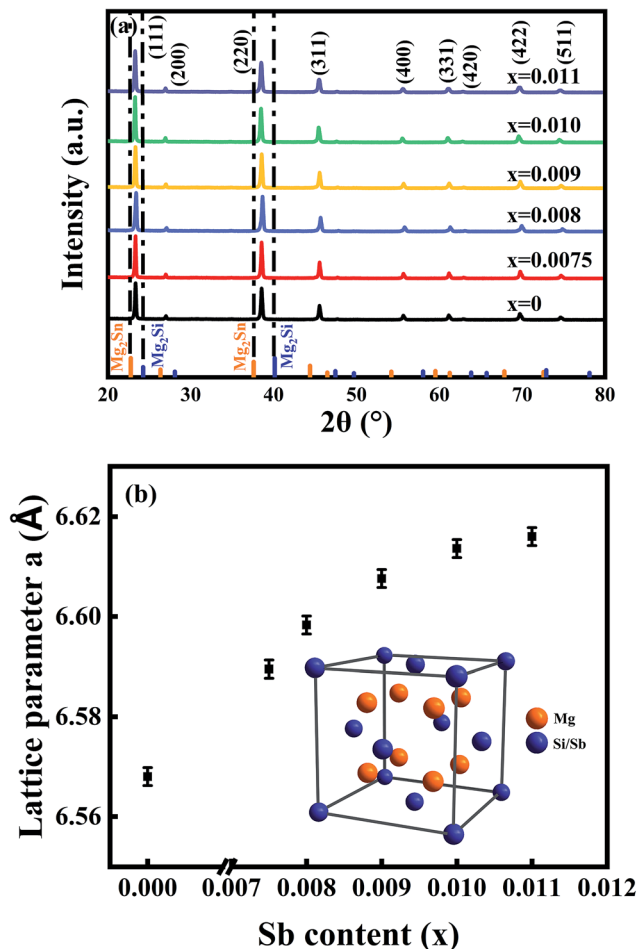 (a)
(111)
(200)
(220)
(311)
(400)
(331)
(420)
(422)
(511)
x=0.011
x=0.010
x=0.009
x=0.008
x=0.0075
x=0
Intensity (a.u.)
Mg₂Sn
Mg₂Si
Mg₂Sn
Mg₂Si
20 30 40 50 60 70 80
2θ (°)
(b)
Lattice parameter a (Å)
6.62
6.60
6.58
6.56
Mg
Si/Sb
0.000 0.007 0.008 0.009 0.010 0.011 0.012
Sb content (x)